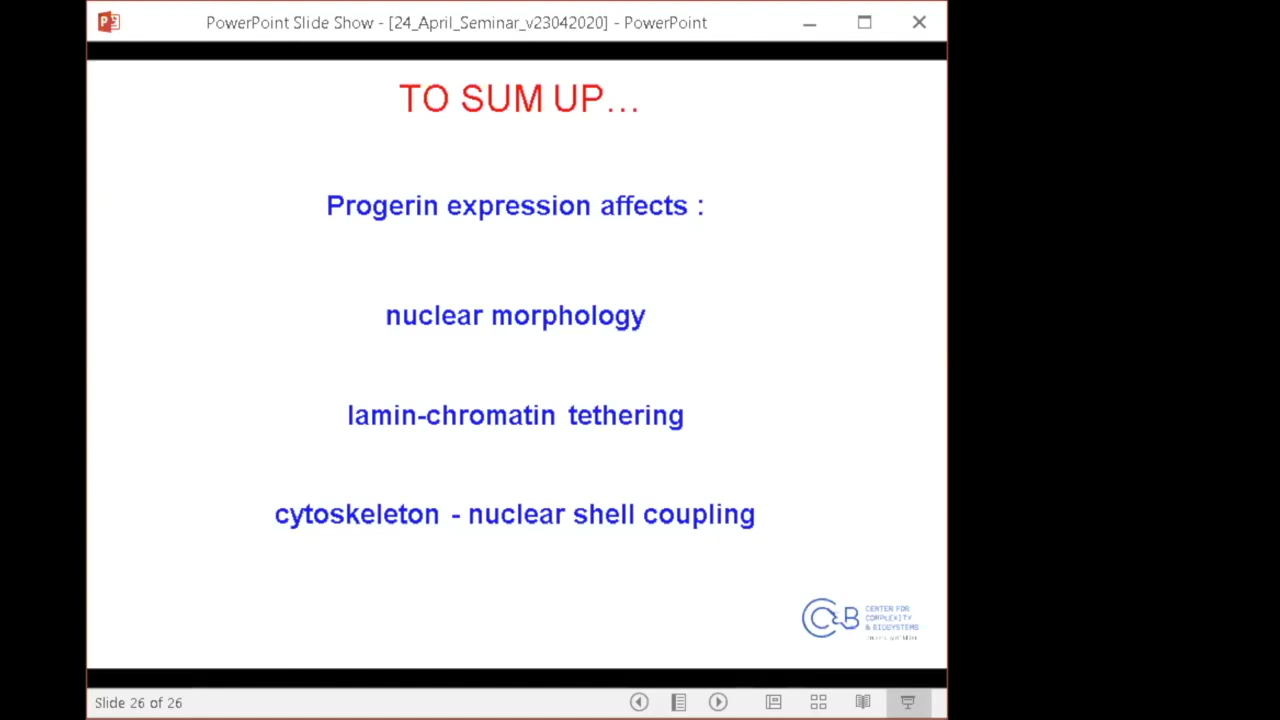 PowerPoint Slide Show - [24_April_Seminar_v23042020] - PowerPoint
TO SUM UP...
Progerin expression affects :
nuclear morphology
lamin-chromatin tethering
cytoskeleton - nuclear shell coupling
C&B
CENTER FOR
COMPLEXITY
& BIOSYSTEMS
Slide 26 of 26